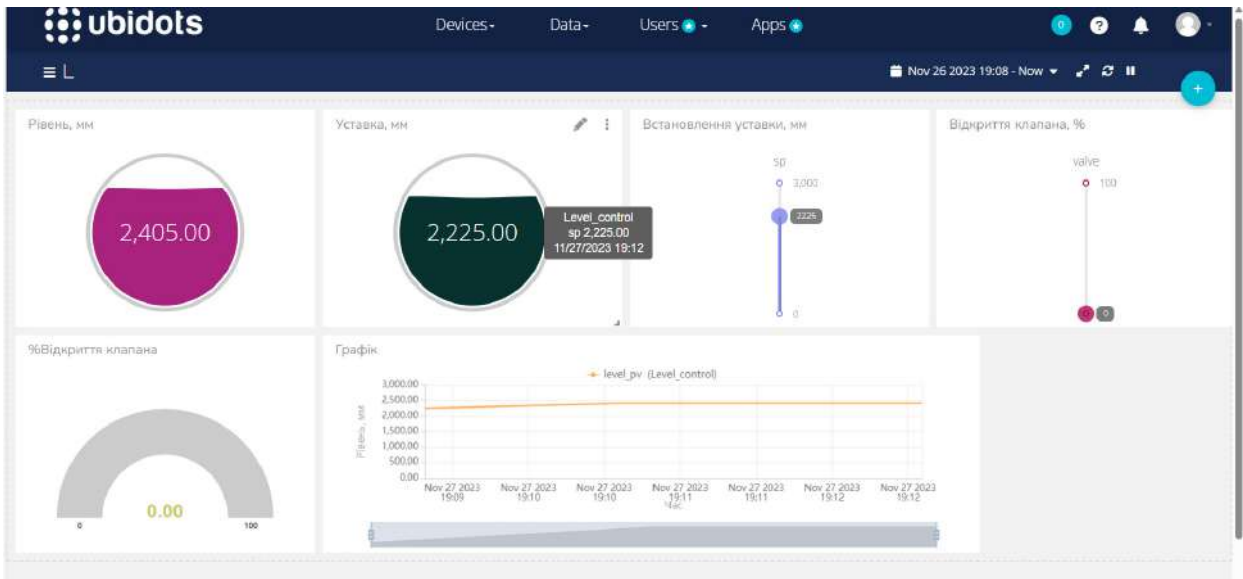 ubidots
Devices
Data
Users
Apps
0
?
L
Nov 26 2023 19:08 - Now
+
Рівень, мм
Уставка, мм
Встановлення уставки, мм
Відкриття клапана, %
2,405.00
2,225.00
Level_control
sp 2,225.00
11/27/2023 19:12
sp
3,000
2225
0
valve
100
0
0
%Відкриття клапана
0.00
0
100
Графік
level_pv (Level_control)
Рівень, мм
3,000.00
2,500.00
2,000.00
1,500.00
1,000.00
500.00
0.00
Nov 27 2023 19:09
Nov 27 2023 19:10
Nov 27 2023 19:10
Nov 27 2023 19:11
Nov 27 2023 19:11
Nov 27 2023 19:12
Nov 27 2023 19:12
Час